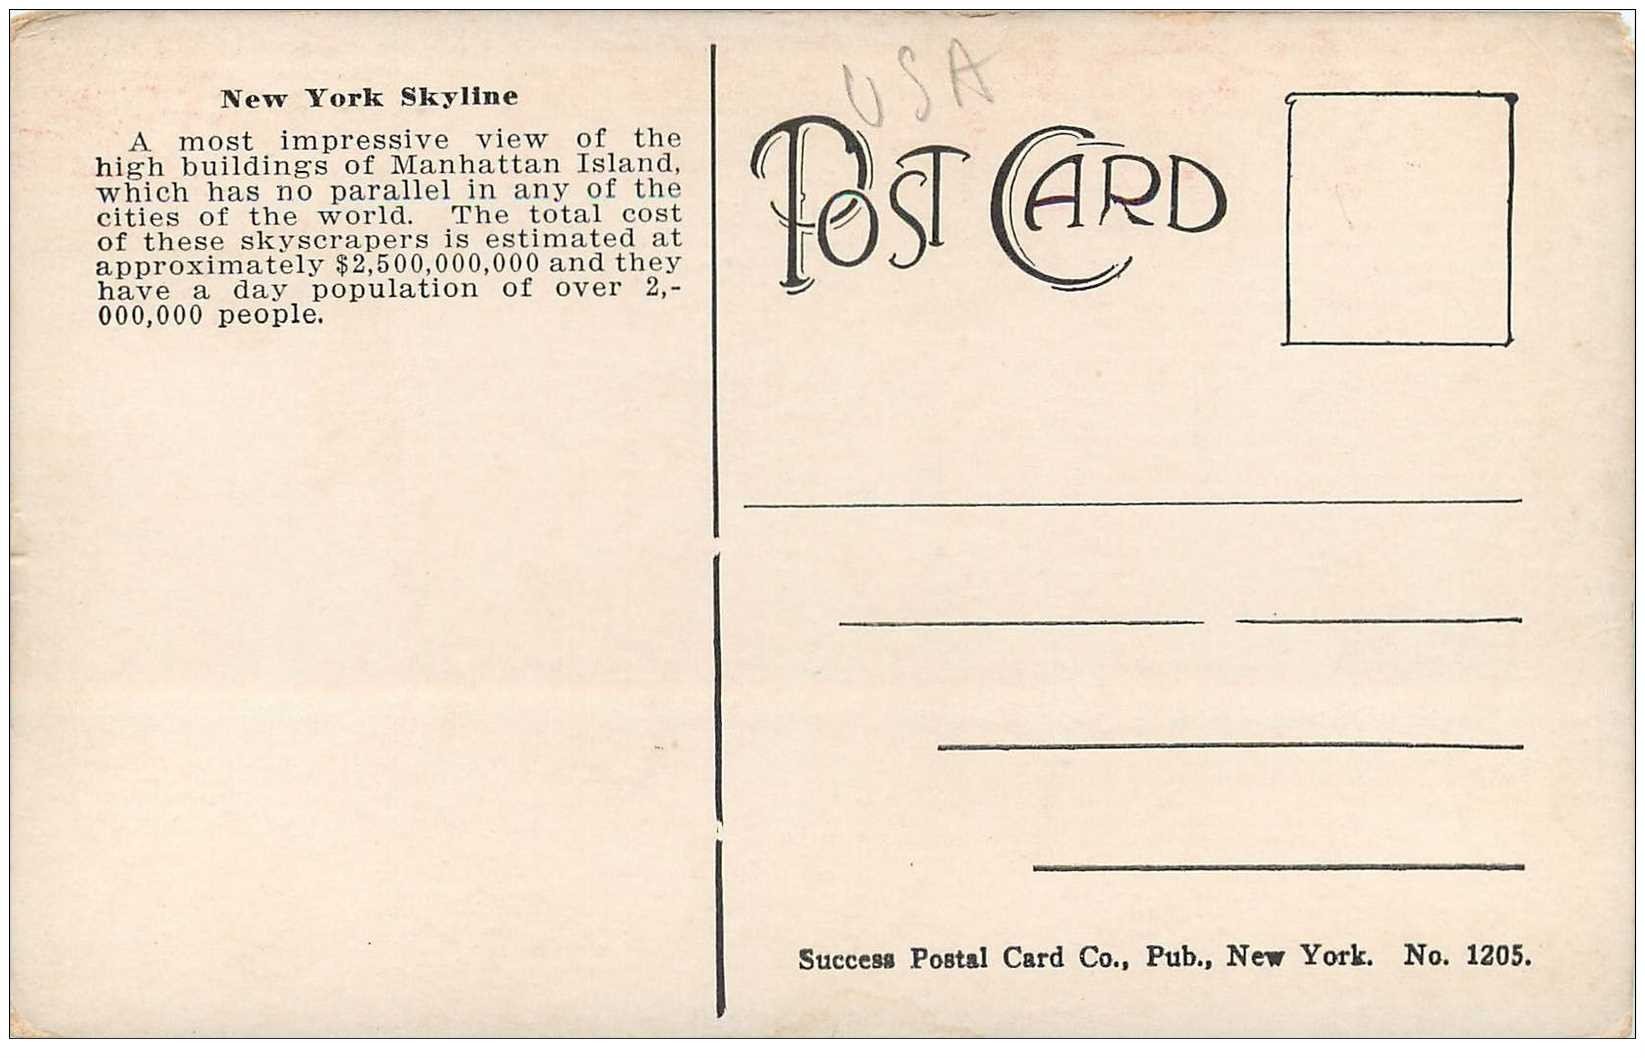 New York Skyline
A most impressive view of the
high buildings of Manhattan Island,
which has no parallel in any of the
cities of the world. The total cost
of these skyscrapers is estimated at
approximately $2,500,000,000 and they
have a day population of over 2,-
000,000 people.
USA
POST CARD
Success Postal Card Co., Pub., New York. No. 1205.